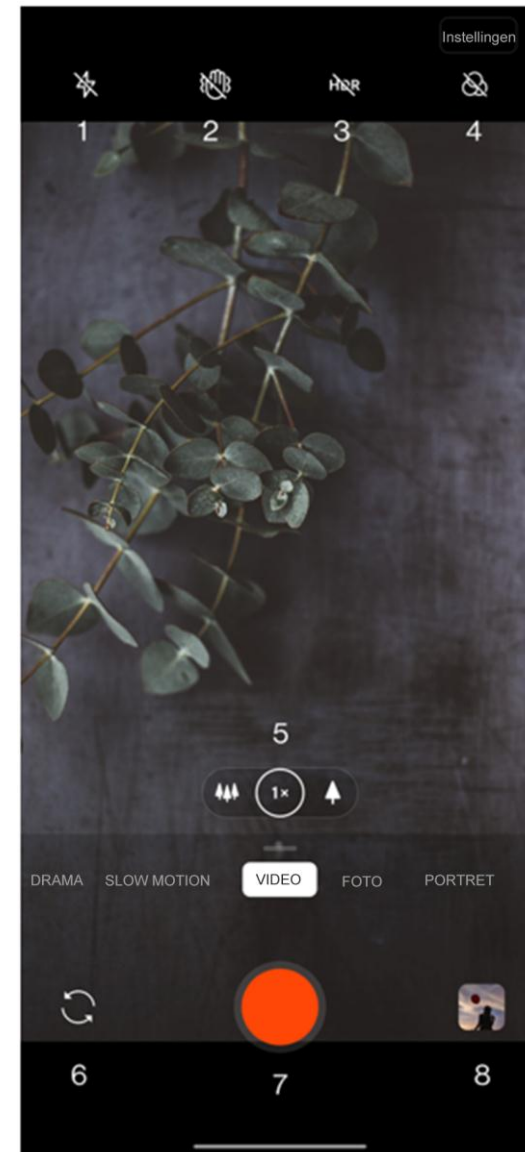 Instellingen
HDR
1 2 3 4
5
1×
DRAMA SLOW MOTION VIDEO FOTO PORTRET
6 7 8